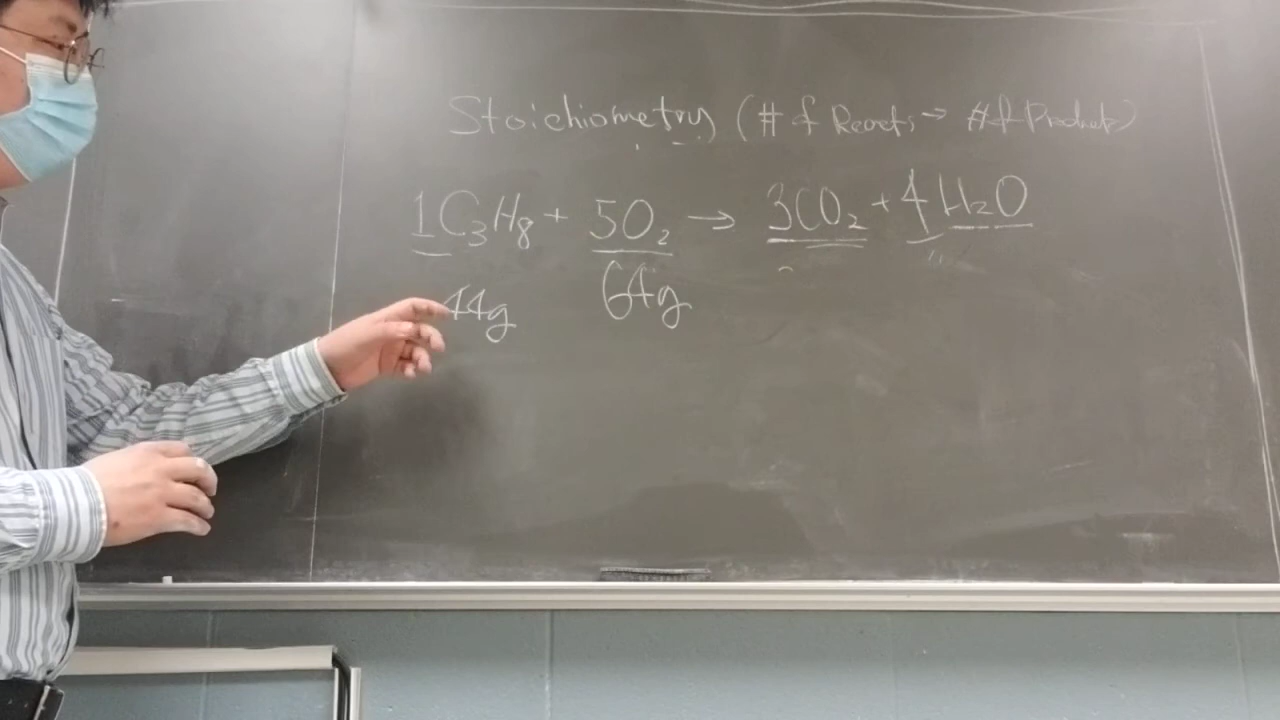 Stoichiometry (# of Reacts → # of Products)
1C₃H₈ + 5O₂ → 3CO₂ + 4H₂O
44g 64g